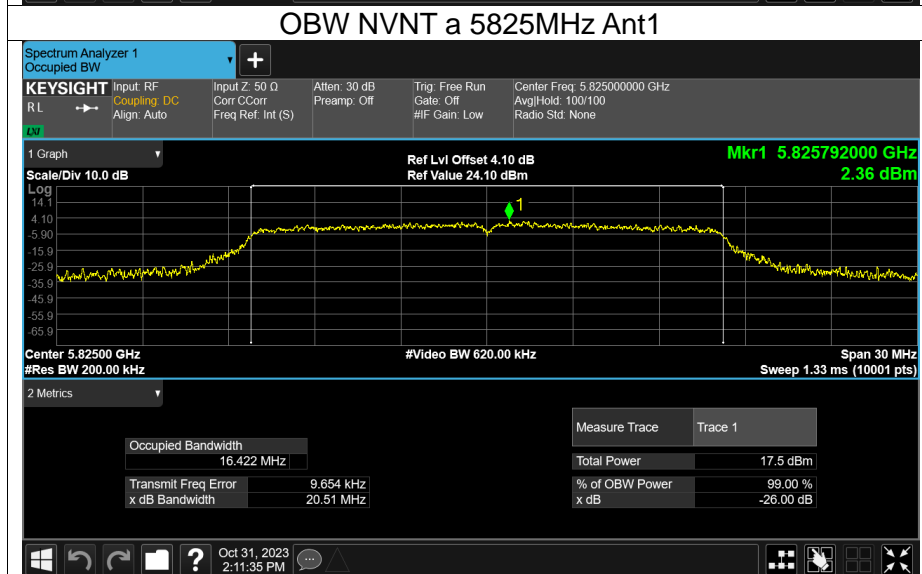 OBW NVNT a 5825MHz Ant1
Spectrum Analyzer 1
Occupied BW
KEYSIGHT
R L
LXI
Input: RF
Coupling: DC
Align: Auto
Input Z: 50 Ω
Corr CCorr
Freq Ref: Int (S)
Atten: 30 dB
Preamp: Off
Trig: Free Run
Gate: Off
#IF Gain: Low
Center Freq: 5.825000000 GHz
Avg|Hold: 100/100
Radio Std: None
1 Graph
Scale/Div 10.0 dB
Ref Lvl Offset 4.10 dB
Ref Value 24.10 dBm
Mkr1 5.825792000 GHz
2.36 dBm
Log
14.1
4.10
-5.90
-15.9
-25.9
-35.9
-45.9
-55.9
-65.9
1
Center 5.82500 GHz
#Res BW 200.00 kHz
#Video BW 620.00 kHz
Span 30 MHz
Sweep 1.33 ms (10001 pts)
2 Metrics
Measure Trace Trace 1
Occupied Bandwidth
16.422 MHz
Total Power 17.5 dBm
Transmit Freq Error 9.654 kHz
% of OBW Power 99.00 %
x dB Bandwidth 20.51 MHz
x dB -26.00 dB
?
Oct 31, 2023
2:11:35 PM